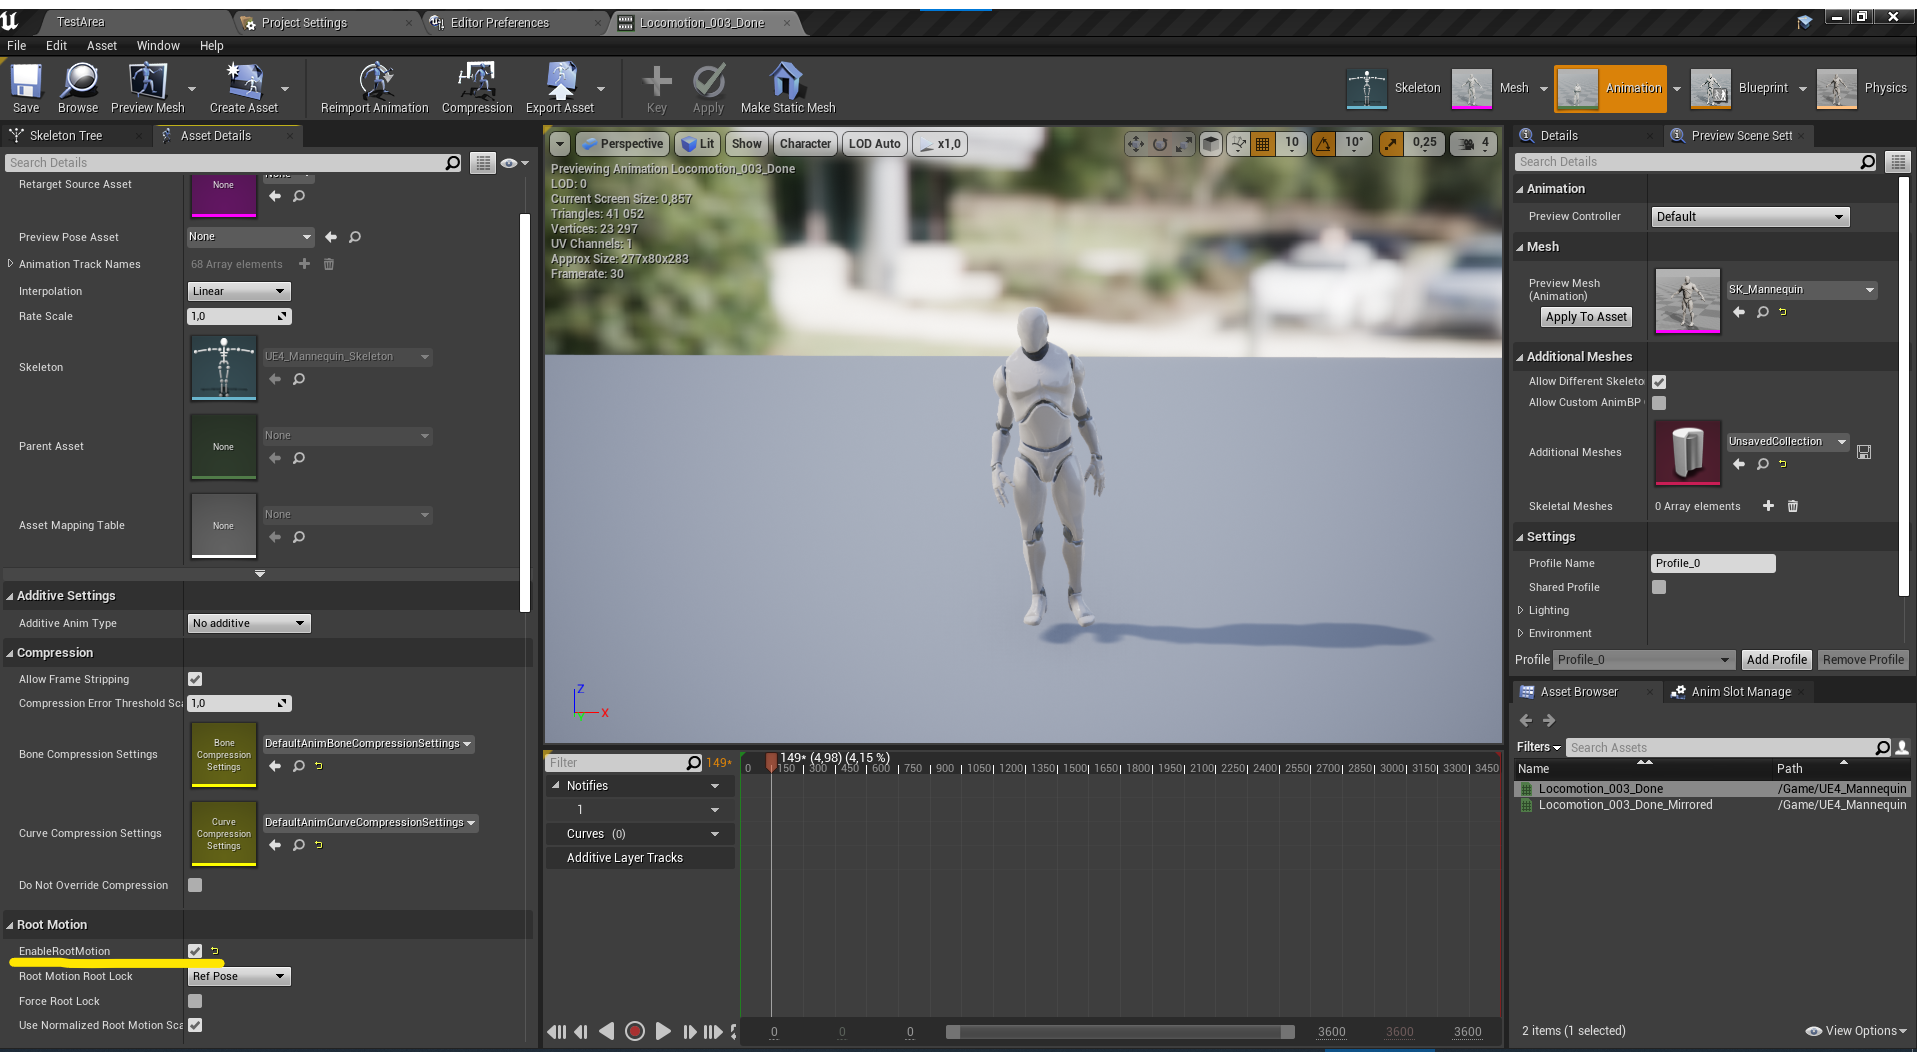 TestArea
Project Settings
Editor Preferences
Locomotion_003_Done
File Edit Asset Window Help
Save
Browse
Preview Mesh
Create Asset
Reimport Animation
Compression
Export Asset
Key
Apply
Make Static Mesh
Skeleton
Mesh
Animation
Blueprint
Physics
Skeleton Tree
Asset Details
Search Details
Retarget Source Asset
None
None
Preview Pose Asset
None
Animation Track Names
68 Array elements
Interpolation
Linear
Rate Scale
1,0
Skeleton
UE4_Mannequin_Skeleton
Parent Asset
None
None
Asset Mapping Table
None
None
Additive Settings
Additive Anim Type
No additive
Compression
Allow Frame Stripping
Compression Error Threshold Sca
1,0
Bone Compression Settings
Bone
Compression
Settings
DefaultAnimBoneCompressionSettings
Curve Compression Settings
Curve
Compression
Settings
DefaultAnimCurveCompressionSettings
Do Not Override Compression
Root Motion
EnableRootMotion
Root Motion Root Lock
Ref Pose
Force Root Lock
Use Normalized Root Motion Sca
Perspective
Lit
Show
Character
LOD Auto
x1,0
10
10°
0,25
4
Previewing Animation Locomotion_003_Done
LOD: 0
Current Screen Size: 0,857
Triangles: 41 052
Vertices: 23 297
UV Channels: 1
Approx Size: 277x80x283
Framerate: 30
Z
X
Filter
149*
149* (4,98) (4,15 %)
0 150 300 450 600 750 900 1050 1200 1350 1500 1650 1800 1950 2100 2250 2400 2550 2700 2850 3000 3150 3300 3450
Notifies
1
Curves (0)
Additive Layer Tracks
0 0 0 3600 3600 3600
Details
Preview Scene Sett
Search Details
Animation
Preview Controller
Default
Mesh
Preview Mesh
(Animation)
Apply To Asset
SK_Mannequin
Additional Meshes
Allow Different Skeleto
Allow Custom AnimBP
Additional Meshes
UnsavedCollection
Skeletal Meshes
0 Array elements
Settings
Profile Name
Profile_0
Shared Profile
Lighting
Environment
Profile
Profile_0
Add Profile
Remove Profile
Asset Browser
Anim Slot Manage
Filters
Search Assets
Name
Path
Locomotion_003_Done /Game/UE4_Mannequin
Locomotion_003_Done_Mirrored /Game/UE4_Mannequin
2 items (1 selected)
View Options